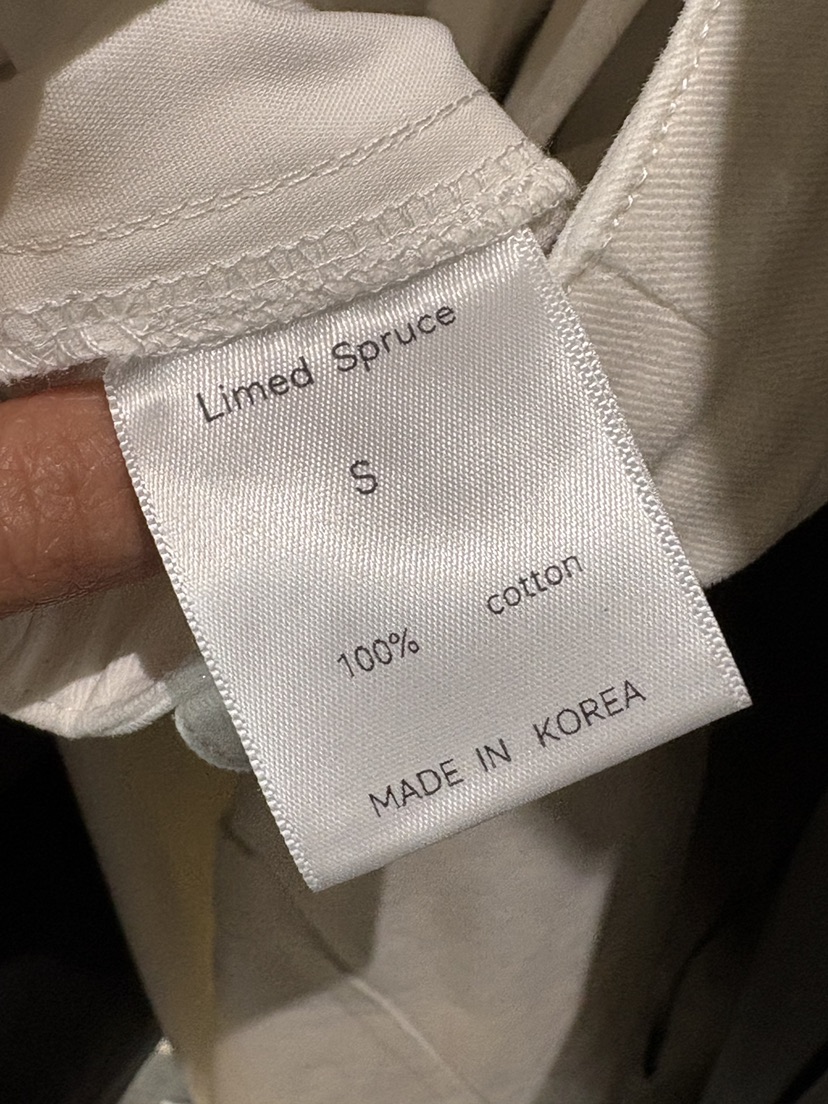 Limed Spruce
S
100% cotton
MADE IN KOREA